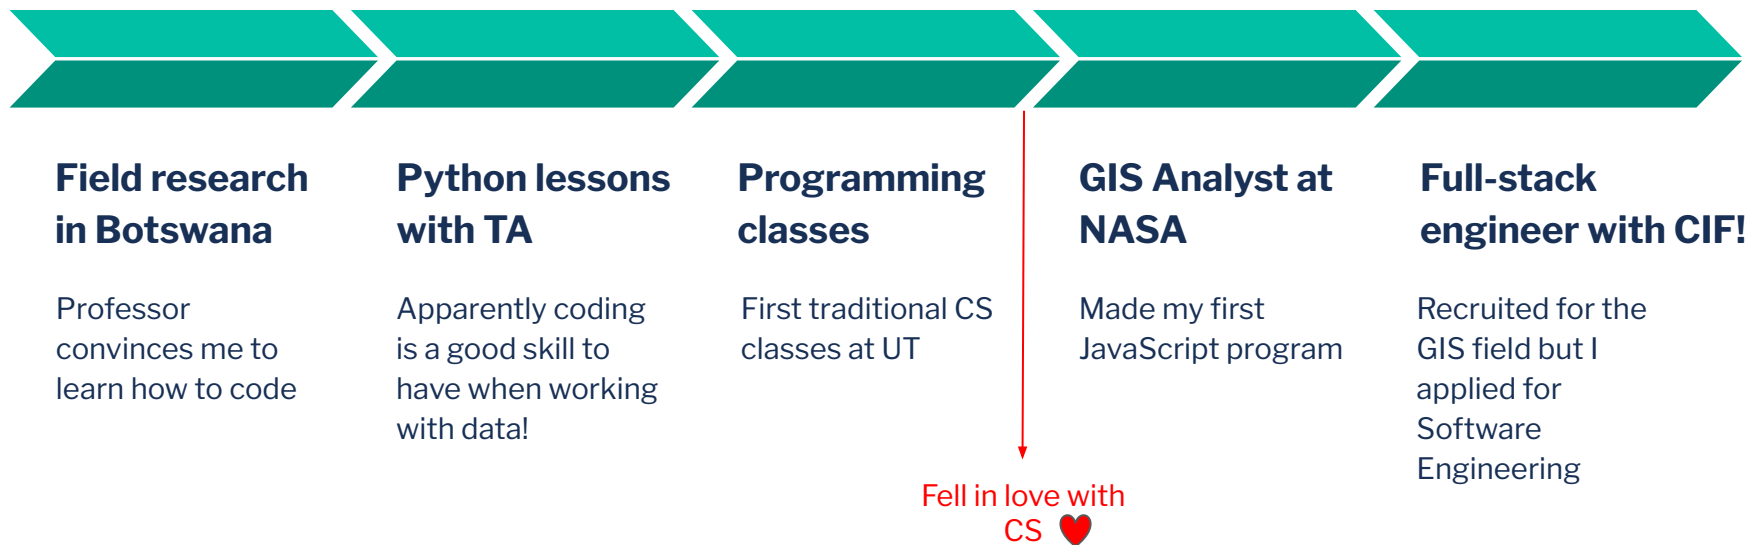 Field research
in Botswana
Professor
convinces me to
learn how to code
Python lessons
with TA
Apparently coding
is a good skill to
have when working
with data!
Programming
classes
First traditional CS
classes at UT
Fell in love with
CS
GIS Analyst at
NASA
Made my first
JavaScript program
Full-stack
engineer with CIF!
Recruited for the
GIS field but I
applied for
Software
Engineering